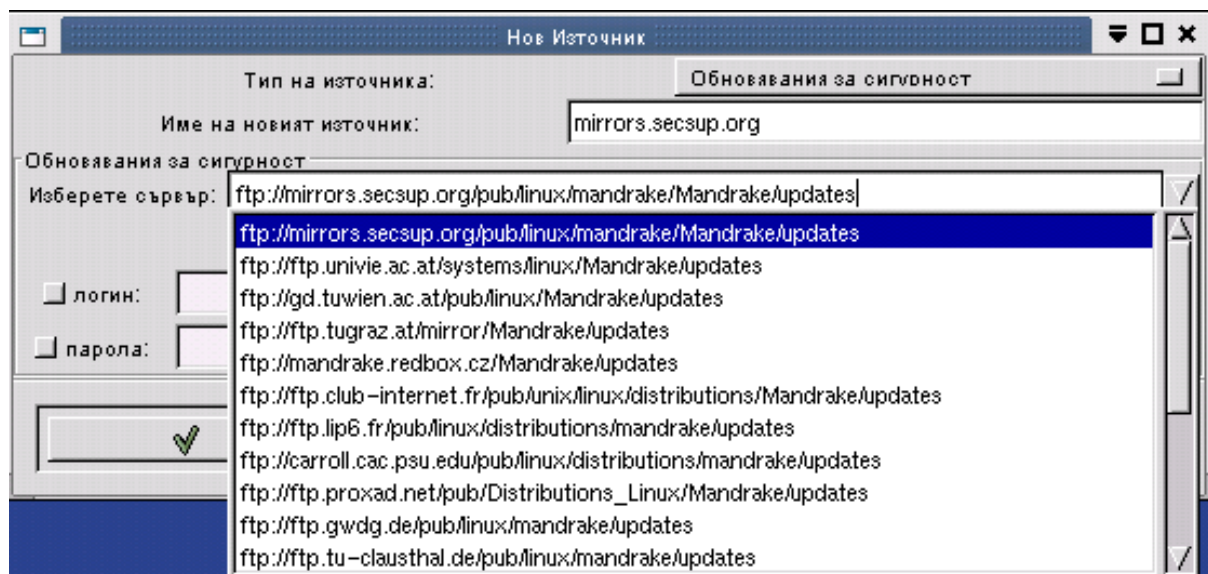 Нов Източник
Тип на източника: Обновявания за сигурност
Име на новият източник: mirrors.secsup.org
Обновявания за сигурност
Изберете сървър: ftp://mirrors.secsup.org/pub/linux/mandrake/Mandrake/updates
ftp://mirrors.secsup.org/pub/linux/mandrake/Mandrake/updates
ftp://ftp.univie.ac.at/systems/linux/Mandrake/updates
ftp://gd.tuwien.ac.at/pub/linux/Mandrake/updates
логин:
ftp://ftp.tugraz.at/mirror/Mandrake/updates
парола:
ftp://mandrake.redbox.cz/Mandrake/updates
ftp://ftp.club-internet.fr/pub/unix/linux/distributions/Mandrake/updates
ftp://ftp.lip6.fr/pub/linux/distributions/mandrake/updates
ftp://carroll.cac.psu.edu/pub/linux/distributions/mandrake/updates
ftp://ftp.proxad.net/pub/Distributions_Linux/Mandrake/updates
ftp://ftp.gwdg.de/pub/linux/mandrake/updates
ftp://ftp.tu-clausthal.de/pub/linux/mandrake/updates